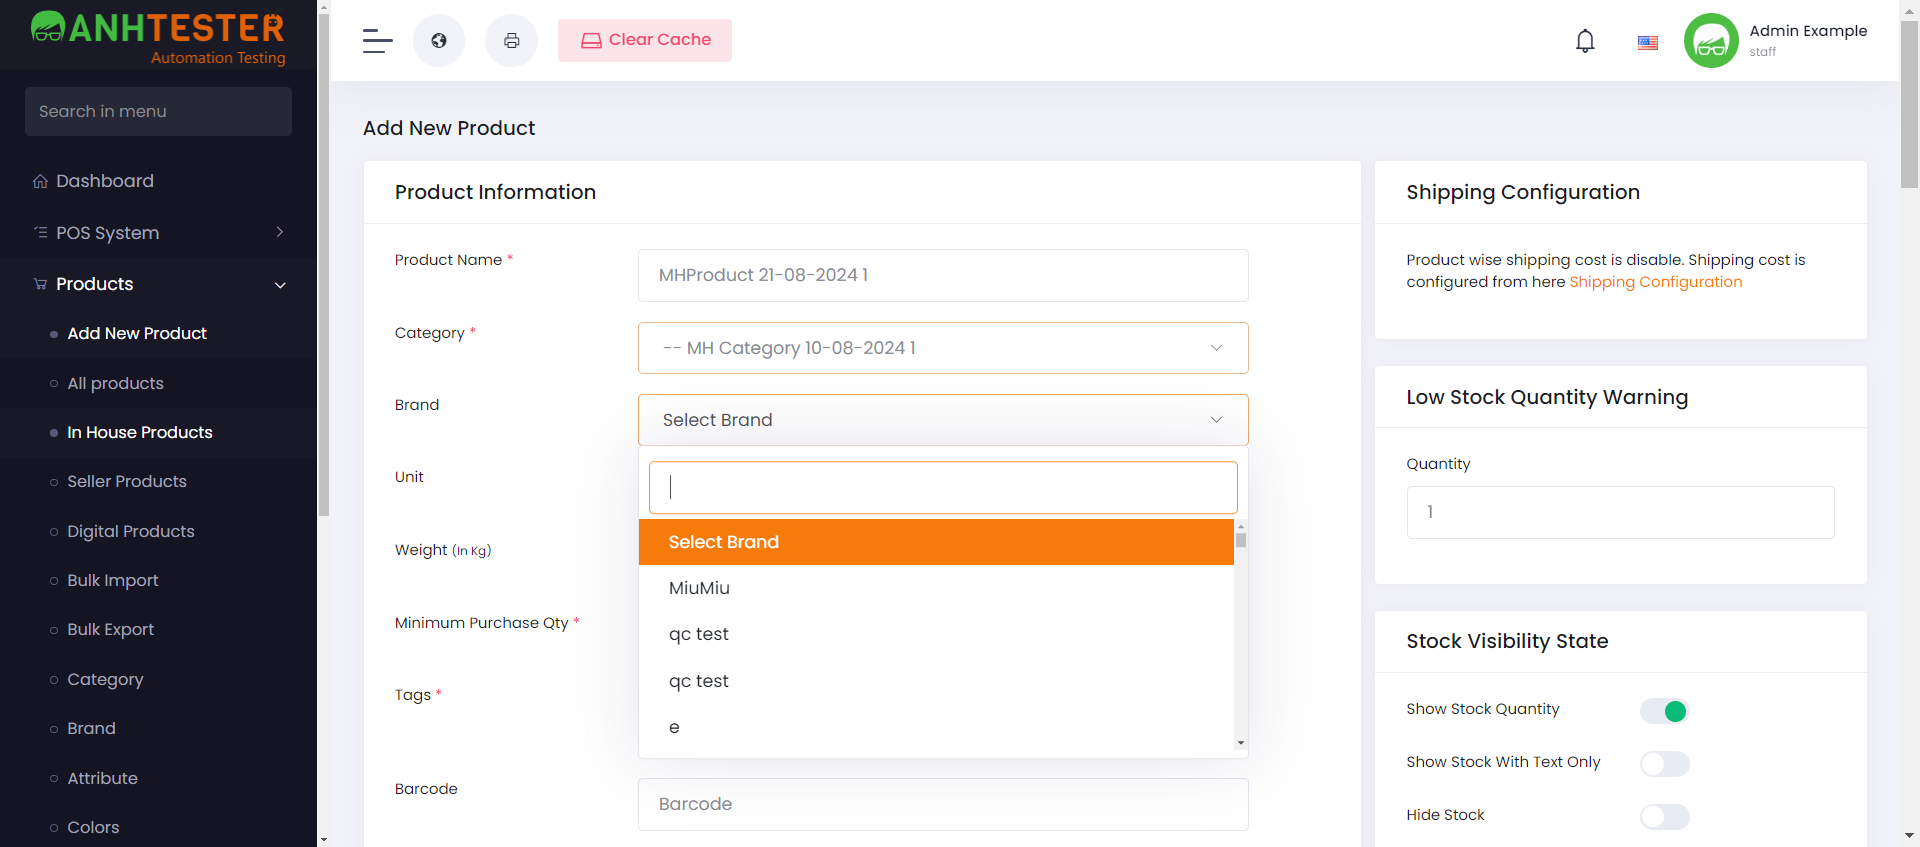 ANHTESTER
Automation Testing
Search in menu
Dashboard
POS System
Products
Add New Product
All products
In House Products
Seller Products
Digital Products
Bulk Import
Bulk Export
Category
Brand
Attribute
Colors
Clear Cache
Admin Example
staff
Add New Product
Product Information
Product Name *
MHProduct 21-08-2024 1
Category *
-- MH Category 10-08-2024 1
Brand
Select Brand
Select Brand
MiuMiu
qc test
qc test
e
Unit
Weight (In Kg)
Minimum Purchase Qty *
Tags *
Barcode
Barcode
Shipping Configuration
Product wise shipping cost is disable. Shipping cost is
configured from here Shipping Configuration
Low Stock Quantity Warning
Quantity
1
Stock Visibility State
Show Stock Quantity
Show Stock With Text Only
Hide Stock